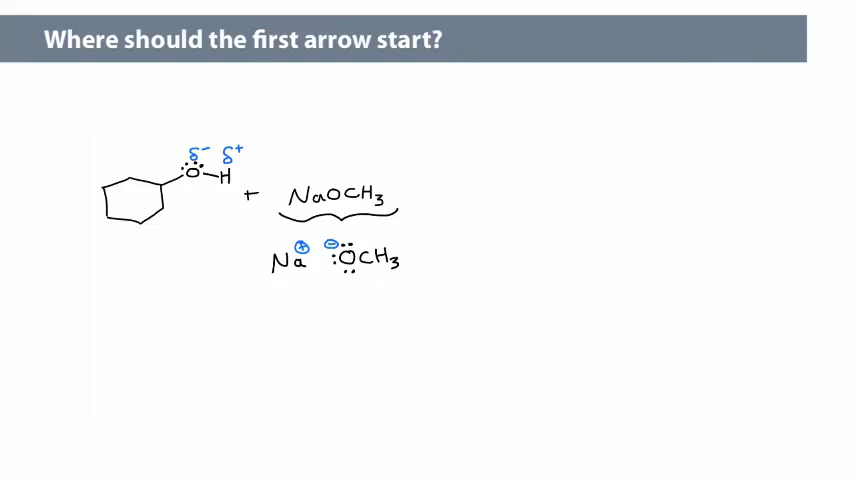 Where should the first arrow start?
δ⁻ δ⁺
O-H
+ NaOCH₃
Na⊕ ⊖:OCH₃